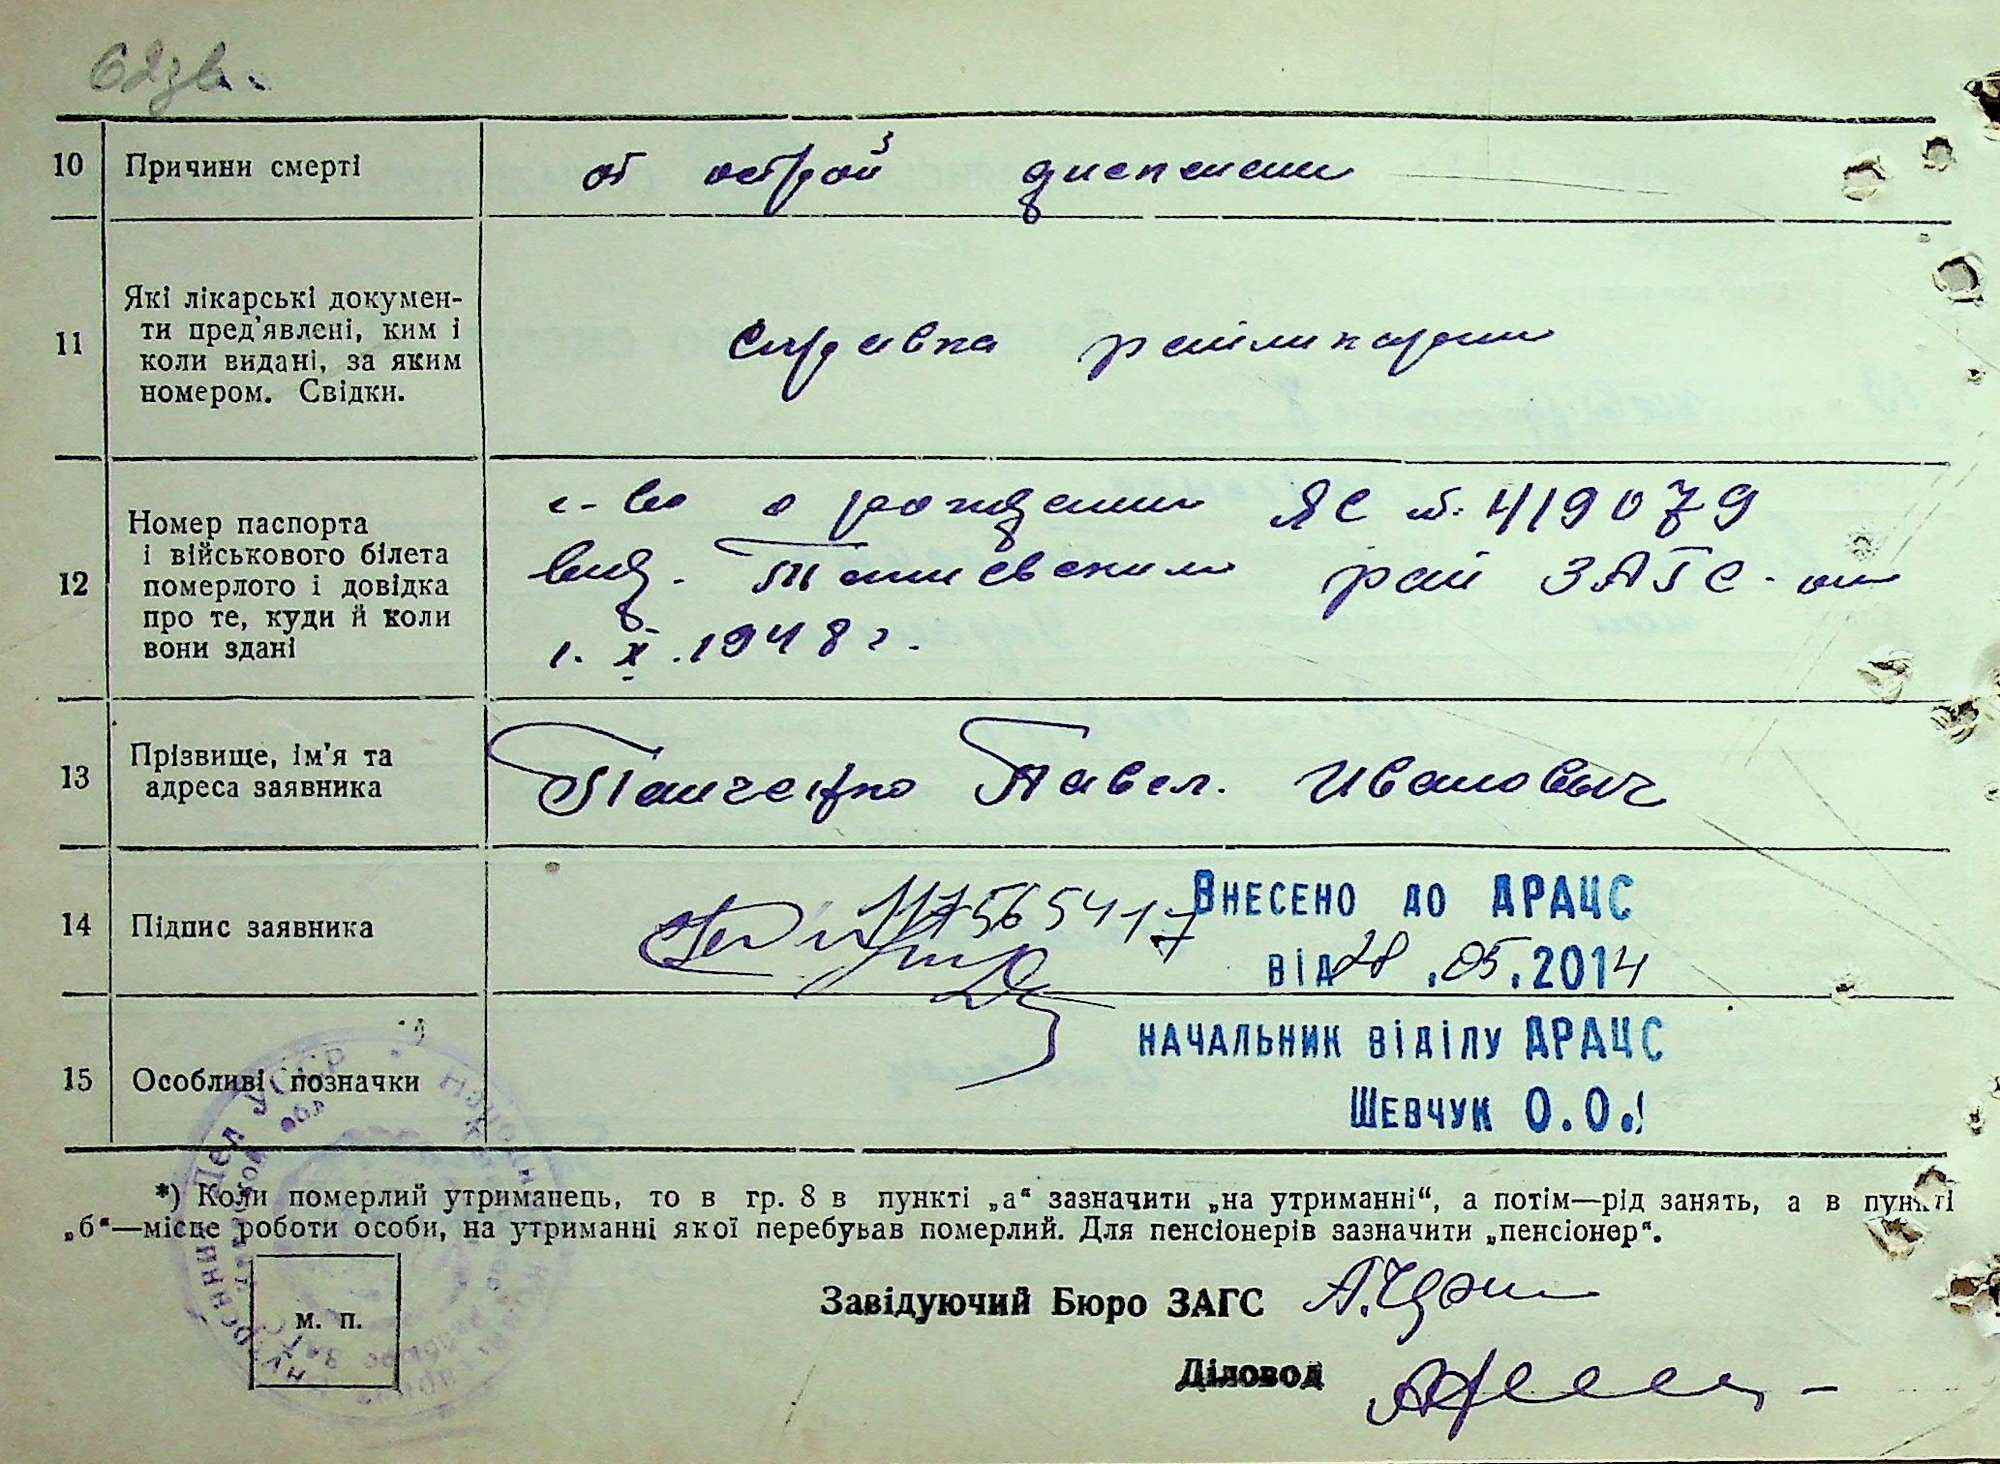 10 Причини смерті от острой диспепсии
11 Які лікарські докумен-
ти пред'явлені, ким і
коли видані, за яким
номером. Свідки.
Справка райликарни
12 Номер паспорта
і військового білета
померлого і довідка
про те, куди й коли
вони здані
с-во о рождении ЯС №. 419079
выд. рай ЗАГС-ом
1. X. 1948 г.
13 Прізвище, ім'я та
адреса заявника
Панченко Павел. Иванович
14 Підпис заявника
Внесено до ДРАЦС
від 28.05.2014
15 Особливі позначки
начальник відділу ДРАЦС
Шевчук О.О.
*) Коли померлий утриманець, то в гр. 8 в пункті „а“ зазначити „на утриманні“, а потім—рід занять, а в пункті
„б“—місце роботи особи, на утриманні якої перебував померлий. Для пенсіонерів зазначити „пенсіонер“.
м. п.
Завідуючий Бюро ЗАГС
Діловод